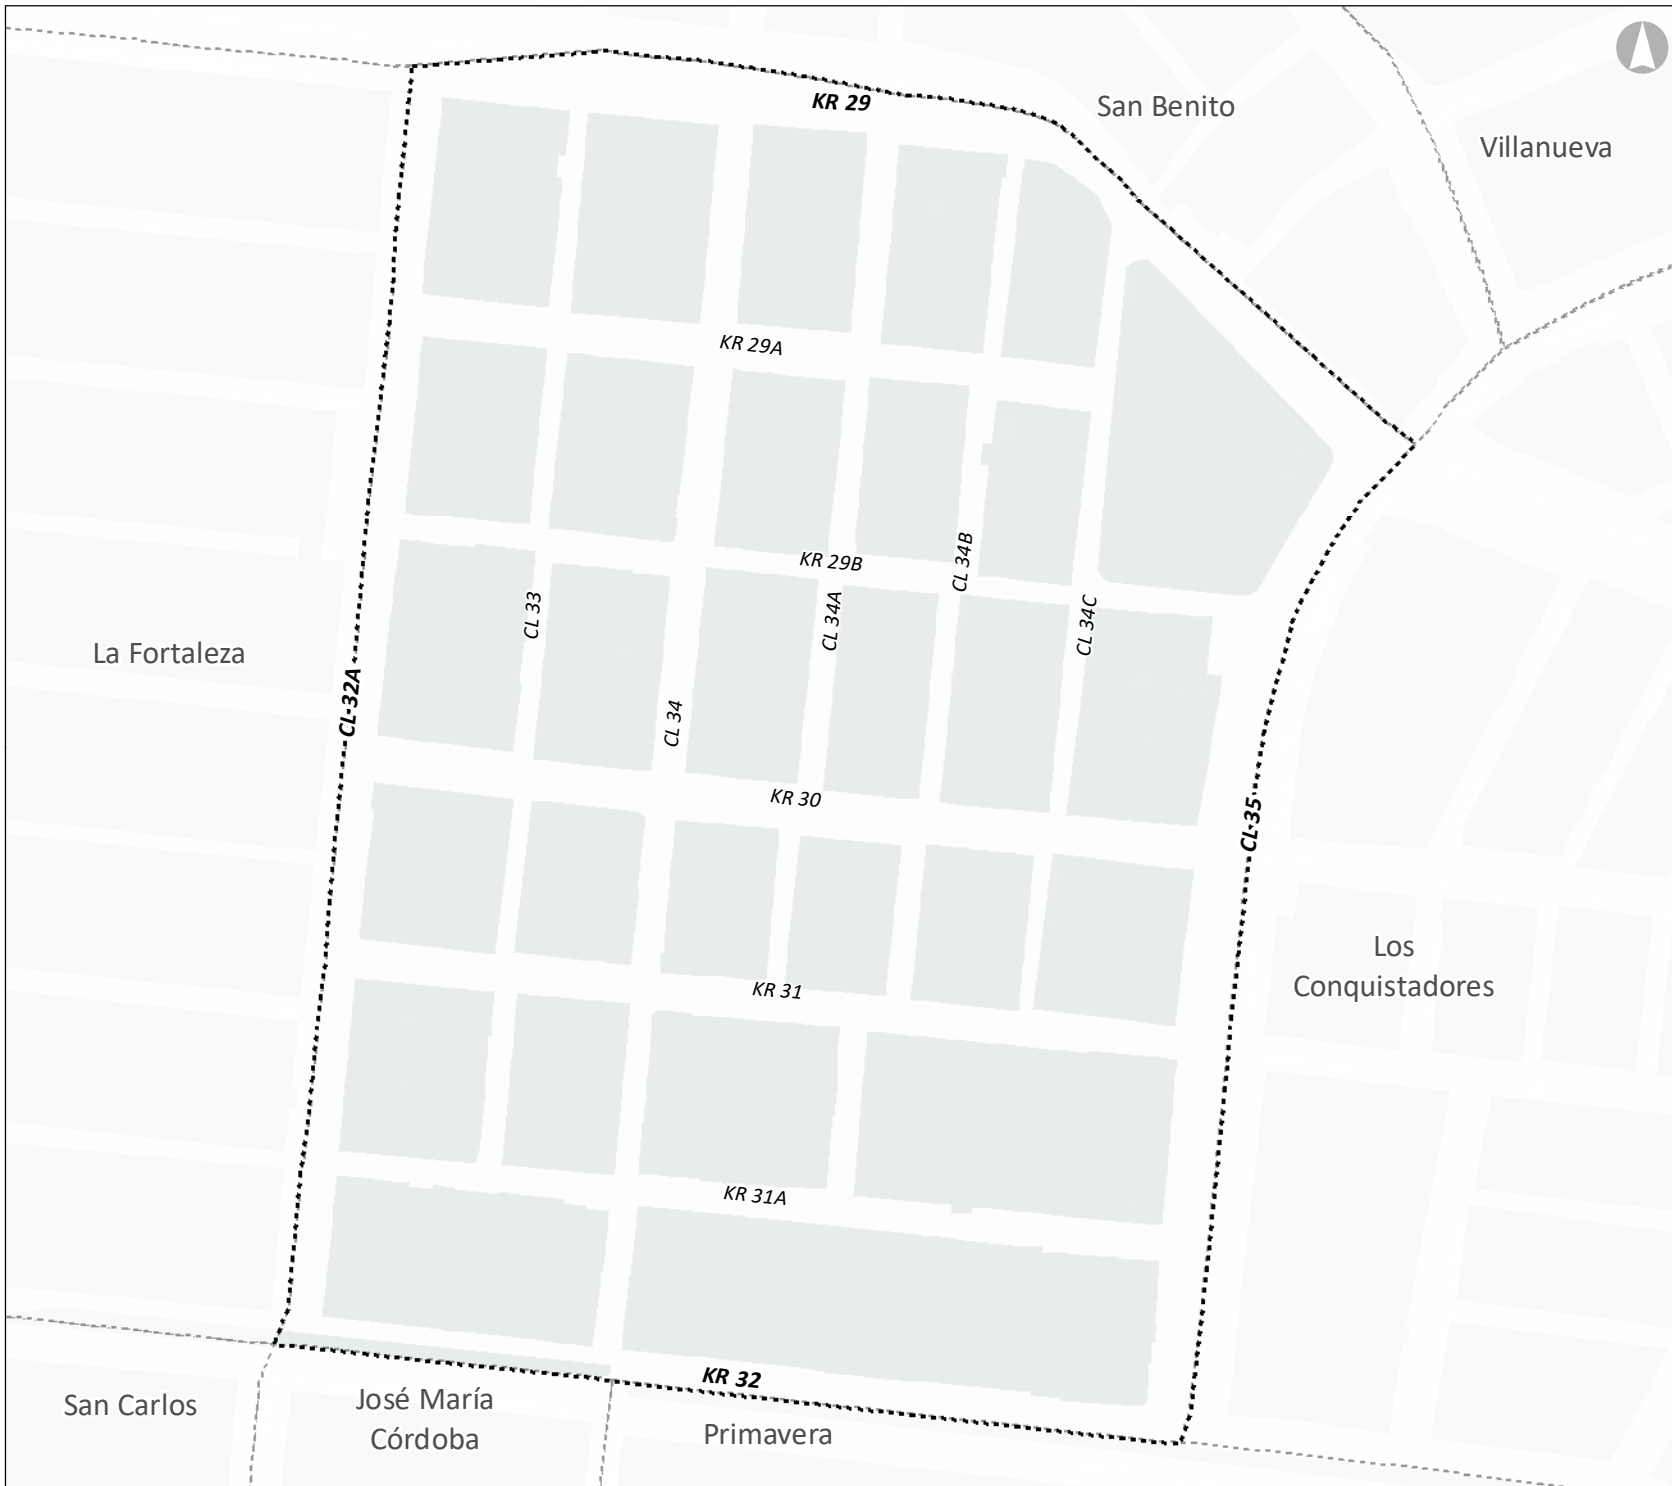 KR 29
San Benito
Villanueva
KR 29A
KR 29B
CL 34B
CL 33
CL 34A
CL 34C
La Fortaleza
CL 32A
CL 34
KR 30
CL 35
Los
Conquistadores
KR 31
KR 31A
KR 32
San Carlos
José María
Córdoba
Primavera